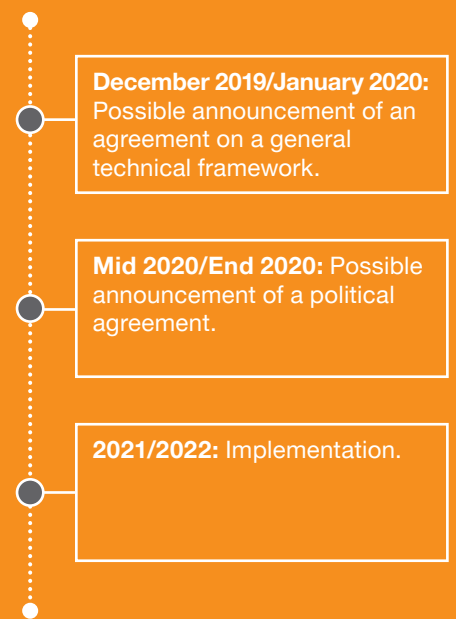 December 2019/January 2020:
Possible announcement of an
agreement on a general
technical framework.
Mid 2020/End 2020: Possible
announcement of a political
agreement.
2021/2022: Implementation.